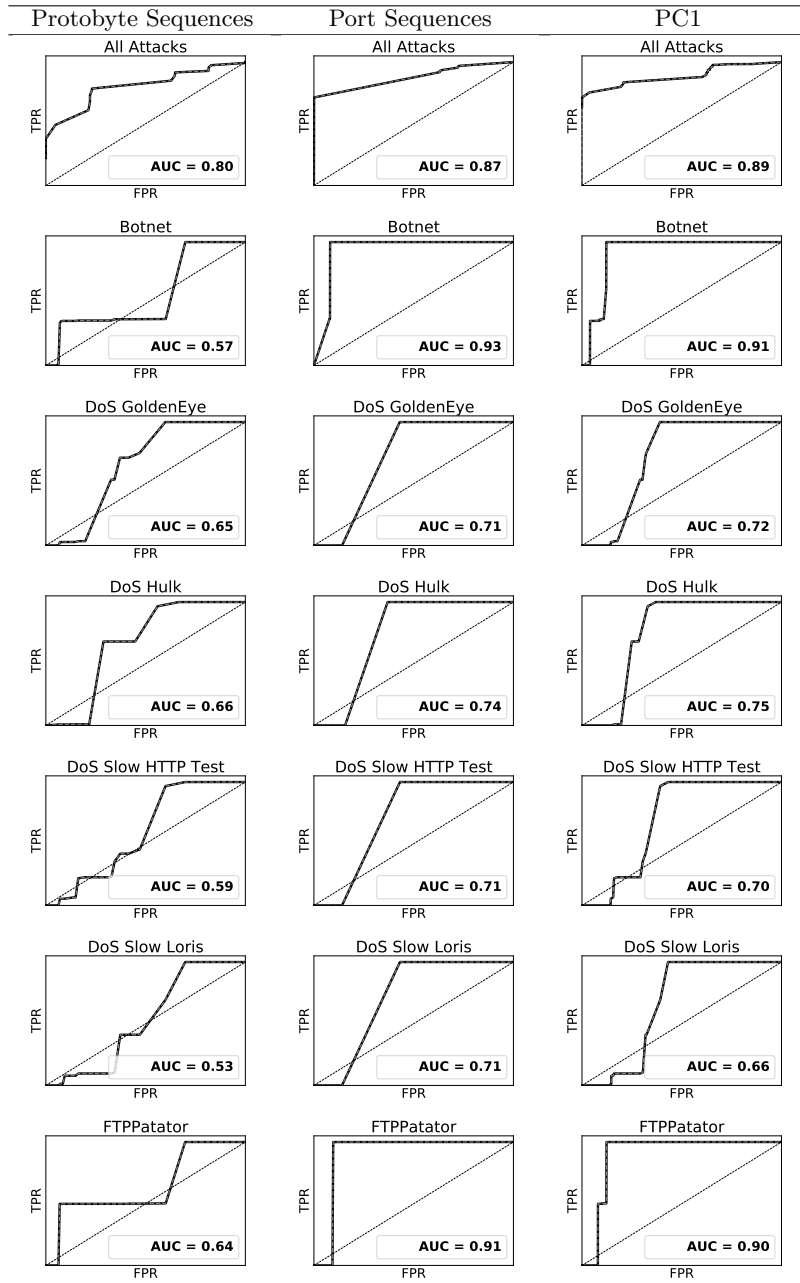 Protobyte Sequences Port Sequences PC1
All Attacks All Attacks All Attacks
TPR TPR TPR
AUC = 0.80 AUC = 0.87 AUC = 0.89
FPR FPR FPR
Botnet Botnet Botnet
TPR TPR TPR
AUC = 0.57 AUC = 0.93 AUC = 0.91
FPR FPR FPR
DoS GoldenEye DoS GoldenEye DoS GoldenEye
TPR TPR TPR
AUC = 0.65 AUC = 0.71 AUC = 0.72
FPR FPR FPR
DoS Hulk DoS Hulk DoS Hulk
TPR TPR TPR
AUC = 0.66 AUC = 0.74 AUC = 0.75
FPR FPR FPR
DoS Slow HTTP Test DoS Slow HTTP Test DoS Slow HTTP Test
TPR TPR TPR
AUC = 0.59 AUC = 0.71 AUC = 0.70
FPR FPR FPR
DoS Slow Loris DoS Slow Loris DoS Slow Loris
TPR TPR TPR
AUC = 0.53 AUC = 0.71 AUC = 0.66
FPR FPR FPR
FTPPatator FTPPatator FTPPatator
TPR TPR TPR
AUC = 0.64 AUC = 0.91 AUC = 0.90
FPR FPR FPR